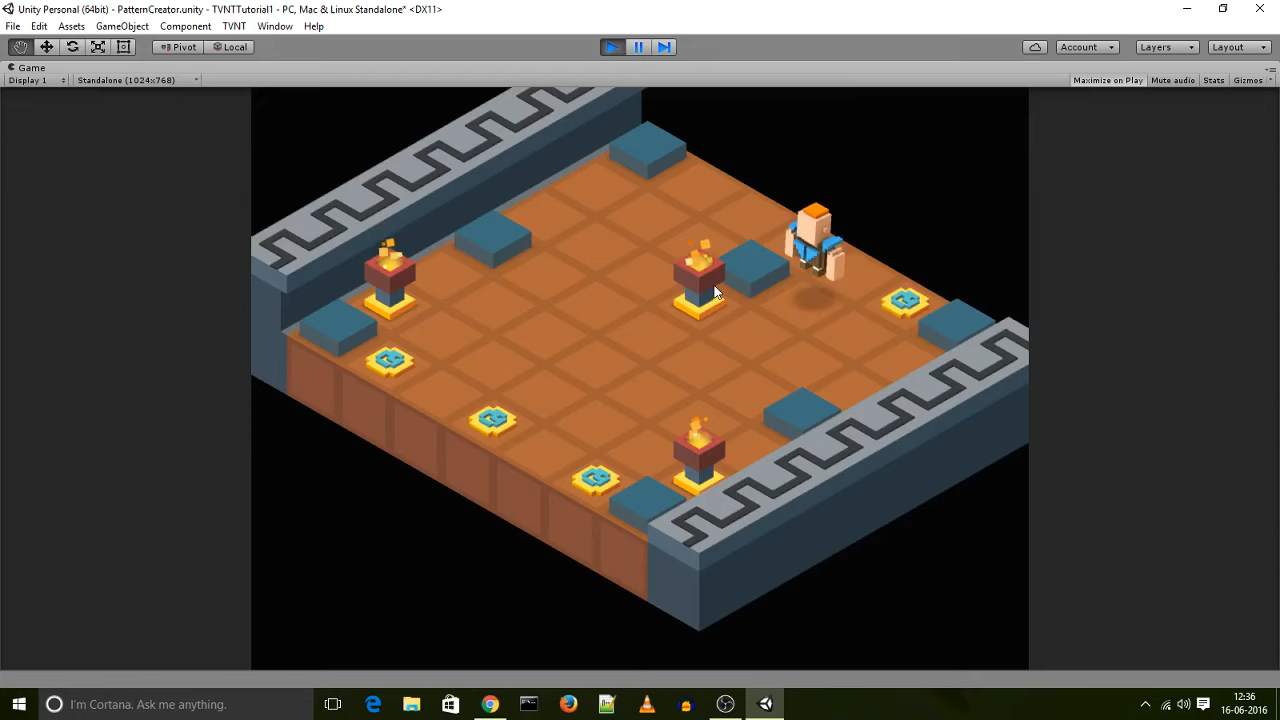 Unity Personal (64bit) - PatternCreator.unity - TVNTTutorial1 - PC, Mac & Linux Standalone* <DX11>
File Edit Assets GameObject Component TVNT Window Help
Pivot Local Account Layers Layout
Game
Display 1 Standalone (1024x768) Maximize on Play Mute audio Stats Gizmos
I'm Cortana. Ask me anything.
12:36
16-06-2016